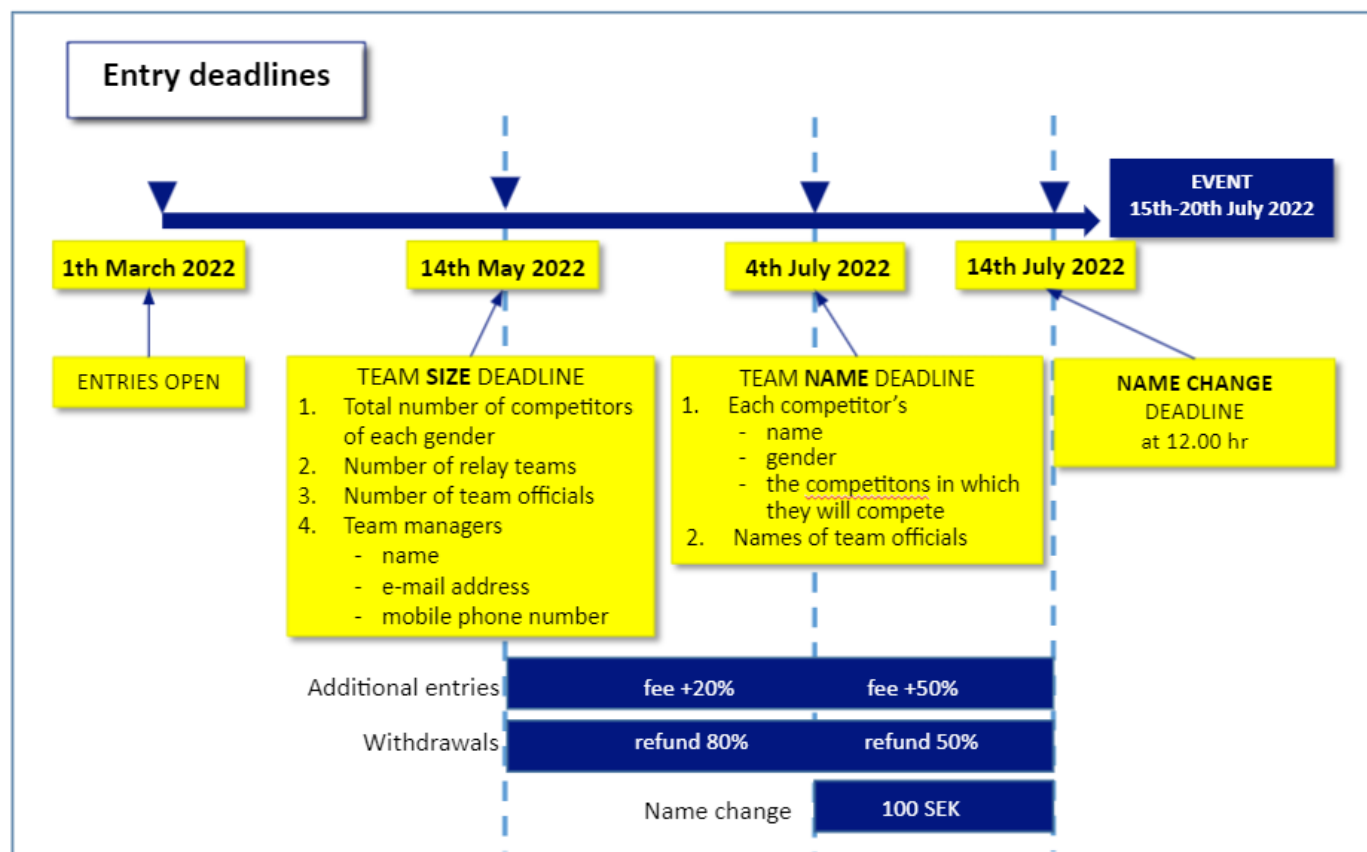 Entry deadlines
EVENT
15th-20th July 2022
1th March 2022
14th May 2022
4th July 2022
14th July 2022
ENTRIES OPEN
TEAM SIZE DEADLINE
1. Total number of competitors
of each gender
2. Number of relay teams
3. Number of team officials
4. Team managers
- name
- e-mail address
- mobile phone number
TEAM NAME DEADLINE
1. Each competitor's
- name
- gender
- the competitons in which
they will compete
2. Names of team officials
NAME CHANGE
DEADLINE
at 12.00 hr
Additional entries fee +20% fee +50%
Withdrawals refund 80% refund 50%
Name change 100 SEK